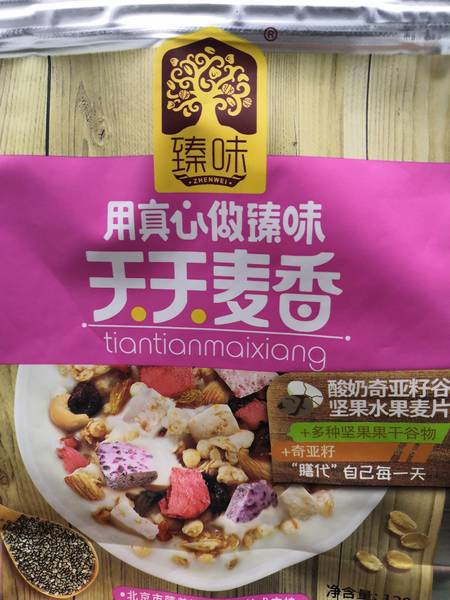 ®
臻味
·ZHENWEI·
用真心做臻味
天天麦香
tiantianmaixiang
酸奶奇亚籽谷
坚果水果麦片
+多种坚果果干谷物
+奇亚籽
“膳代”自己每一天
净含量: